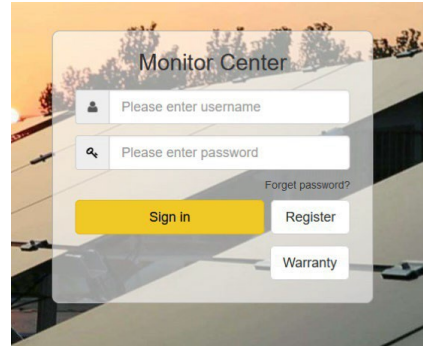 Monitor Center
Please enter username
Please enter password
Forget password?
Sign in
Register
Warranty